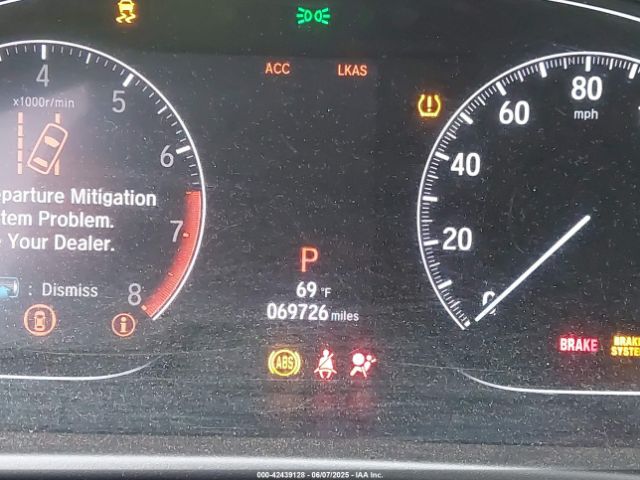 ACC LKAS
4
x1000r/min
5
6
7
8
80
mph
60
40
20
0
parture Mitigation
tem Problem.
Your Dealer.
: Dismiss
P
69 °F
069726 miles
ABS
BRAKE
BRAKE
SYSTEM
000-42439128 - 06/07/2025 - IAA Inc.